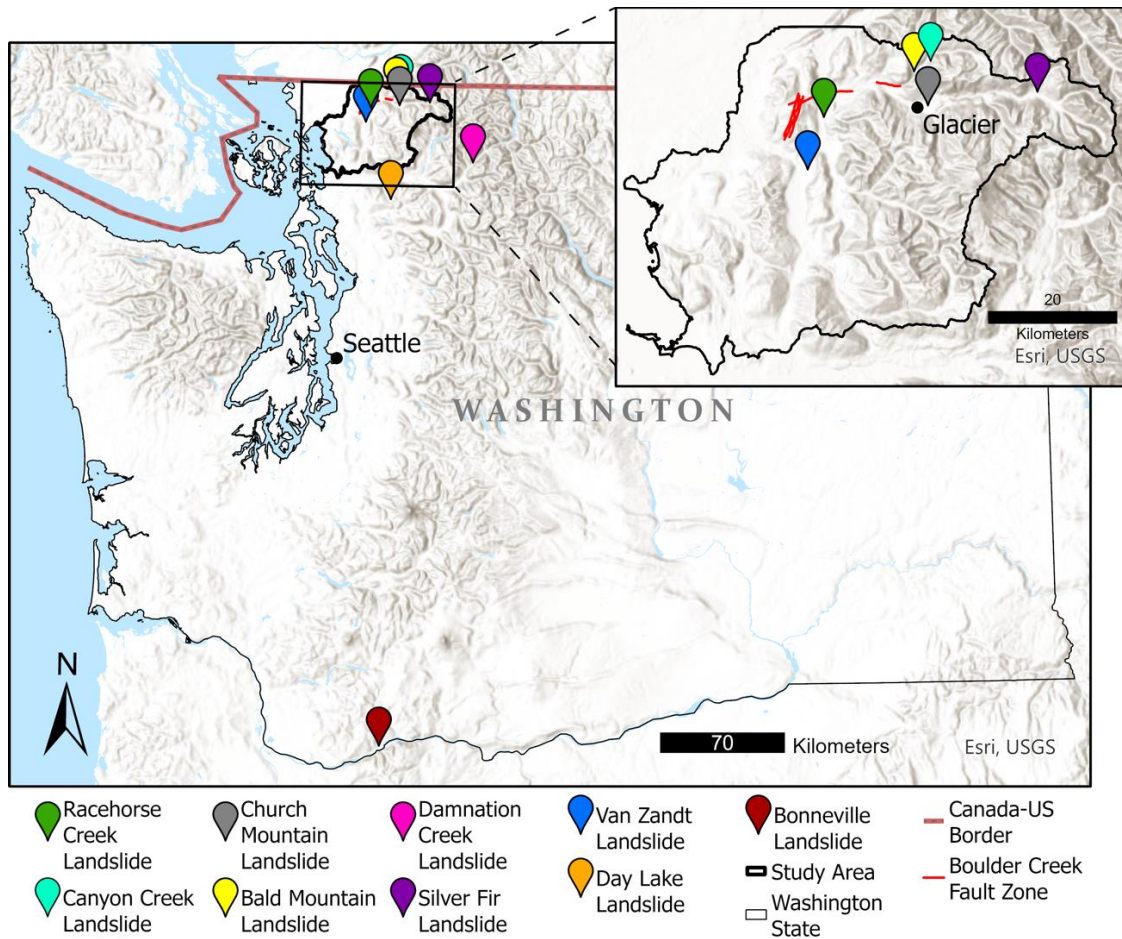 Glacier
20
Kilometers
Esri, USGS
Seattle
WASHINGTON
N
70
Kilometers
Esri, USGS
Racehorse
Creek
Landslide
Church
Mountain
Landslide
Damnation
Creek
Landslide
Van Zandt
Landslide
Bonneville
Landslide
Canada-US
Border
Canyon Creek
Landslide
Bald Mountain
Landslide
Silver Fir
Landslide
Day Lake
Landslide
Study Area
Washington
State
Boulder Creek
Fault Zone